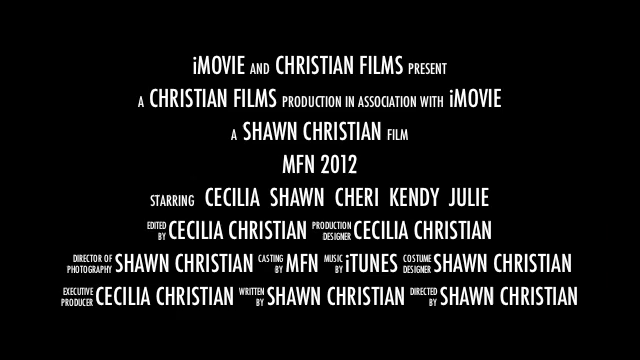 iMOVIE AND CHRISTIAN FILMS PRESENT
A CHRISTIAN FILMS PRODUCTION IN ASSOCIATION WITH iMOVIE
A SHAWN CHRISTIAN FILM
MFN 2012
STARRING CECILIA SHAWN CHERI KENDY JULIE
EDITED BY CECILIA CHRISTIAN PRODUCTION DESIGNER CECILIA CHRISTIAN
DIRECTOR OF PHOTOGRAPHY SHAWN CHRISTIAN CASTING BY MFN MUSIC BY iTUNES COSTUME DESIGNER SHAWN CHRISTIAN
EXECUTIVE PRODUCER CECILIA CHRISTIAN WRITTEN BY SHAWN CHRISTIAN DIRECTED BY SHAWN CHRISTIAN